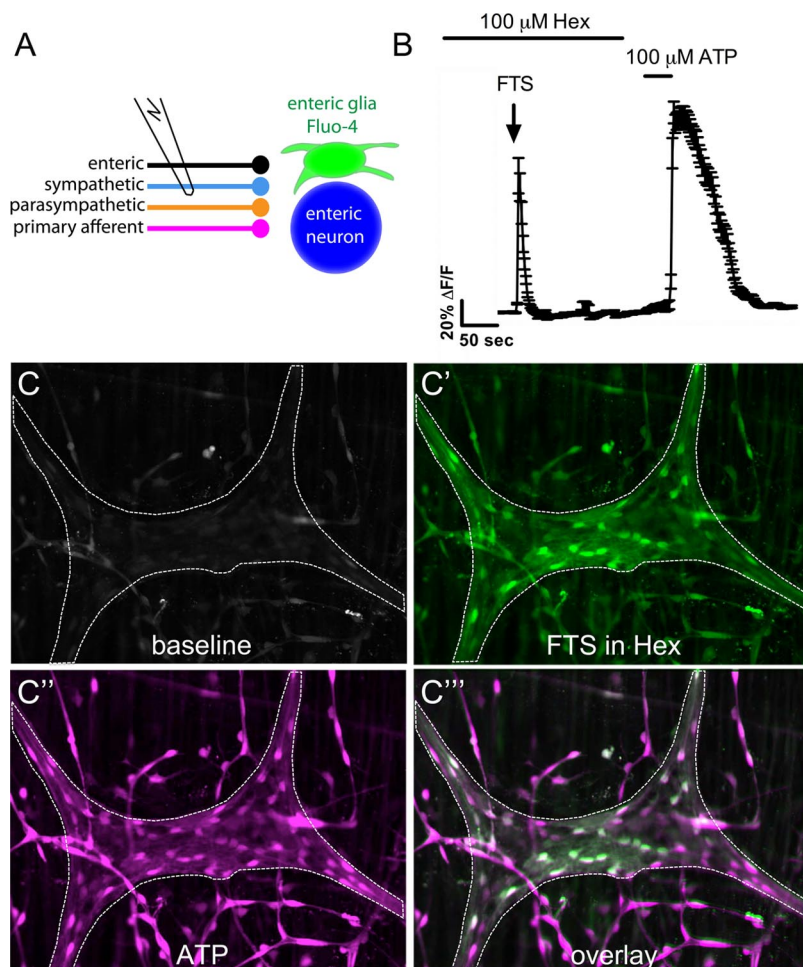 A
enteric
sympathetic
parasympathetic
primary afferent
enteric glia
Fluo-4
enteric
neuron
B
100 μM Hex
100 μM ATP
FTS
20% ΔF/F
50 sec
C
baseline
C'
FTS in Hex
C''
ATP
C'''
overlay